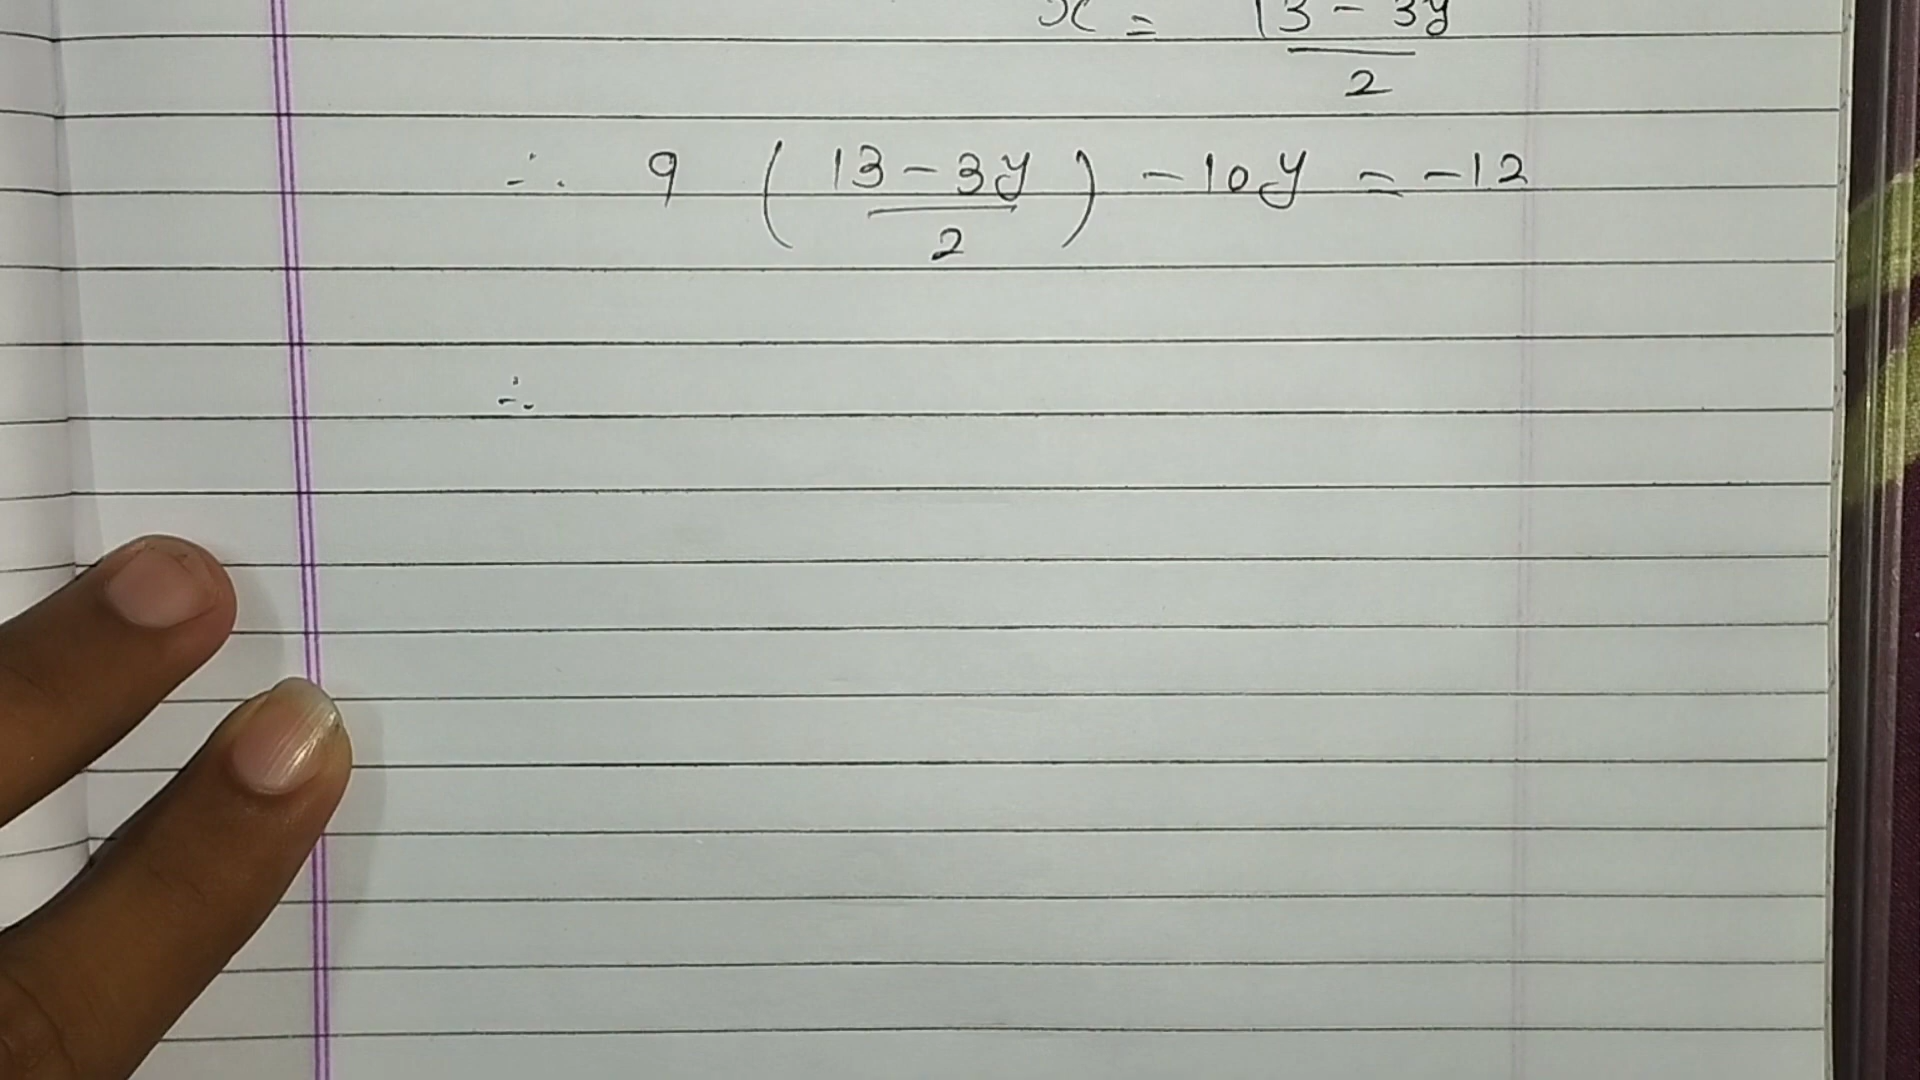 x = 13 - 3y / 2
∴ 9 ( 13 - 3y / 2 ) - 10y = -12
∴